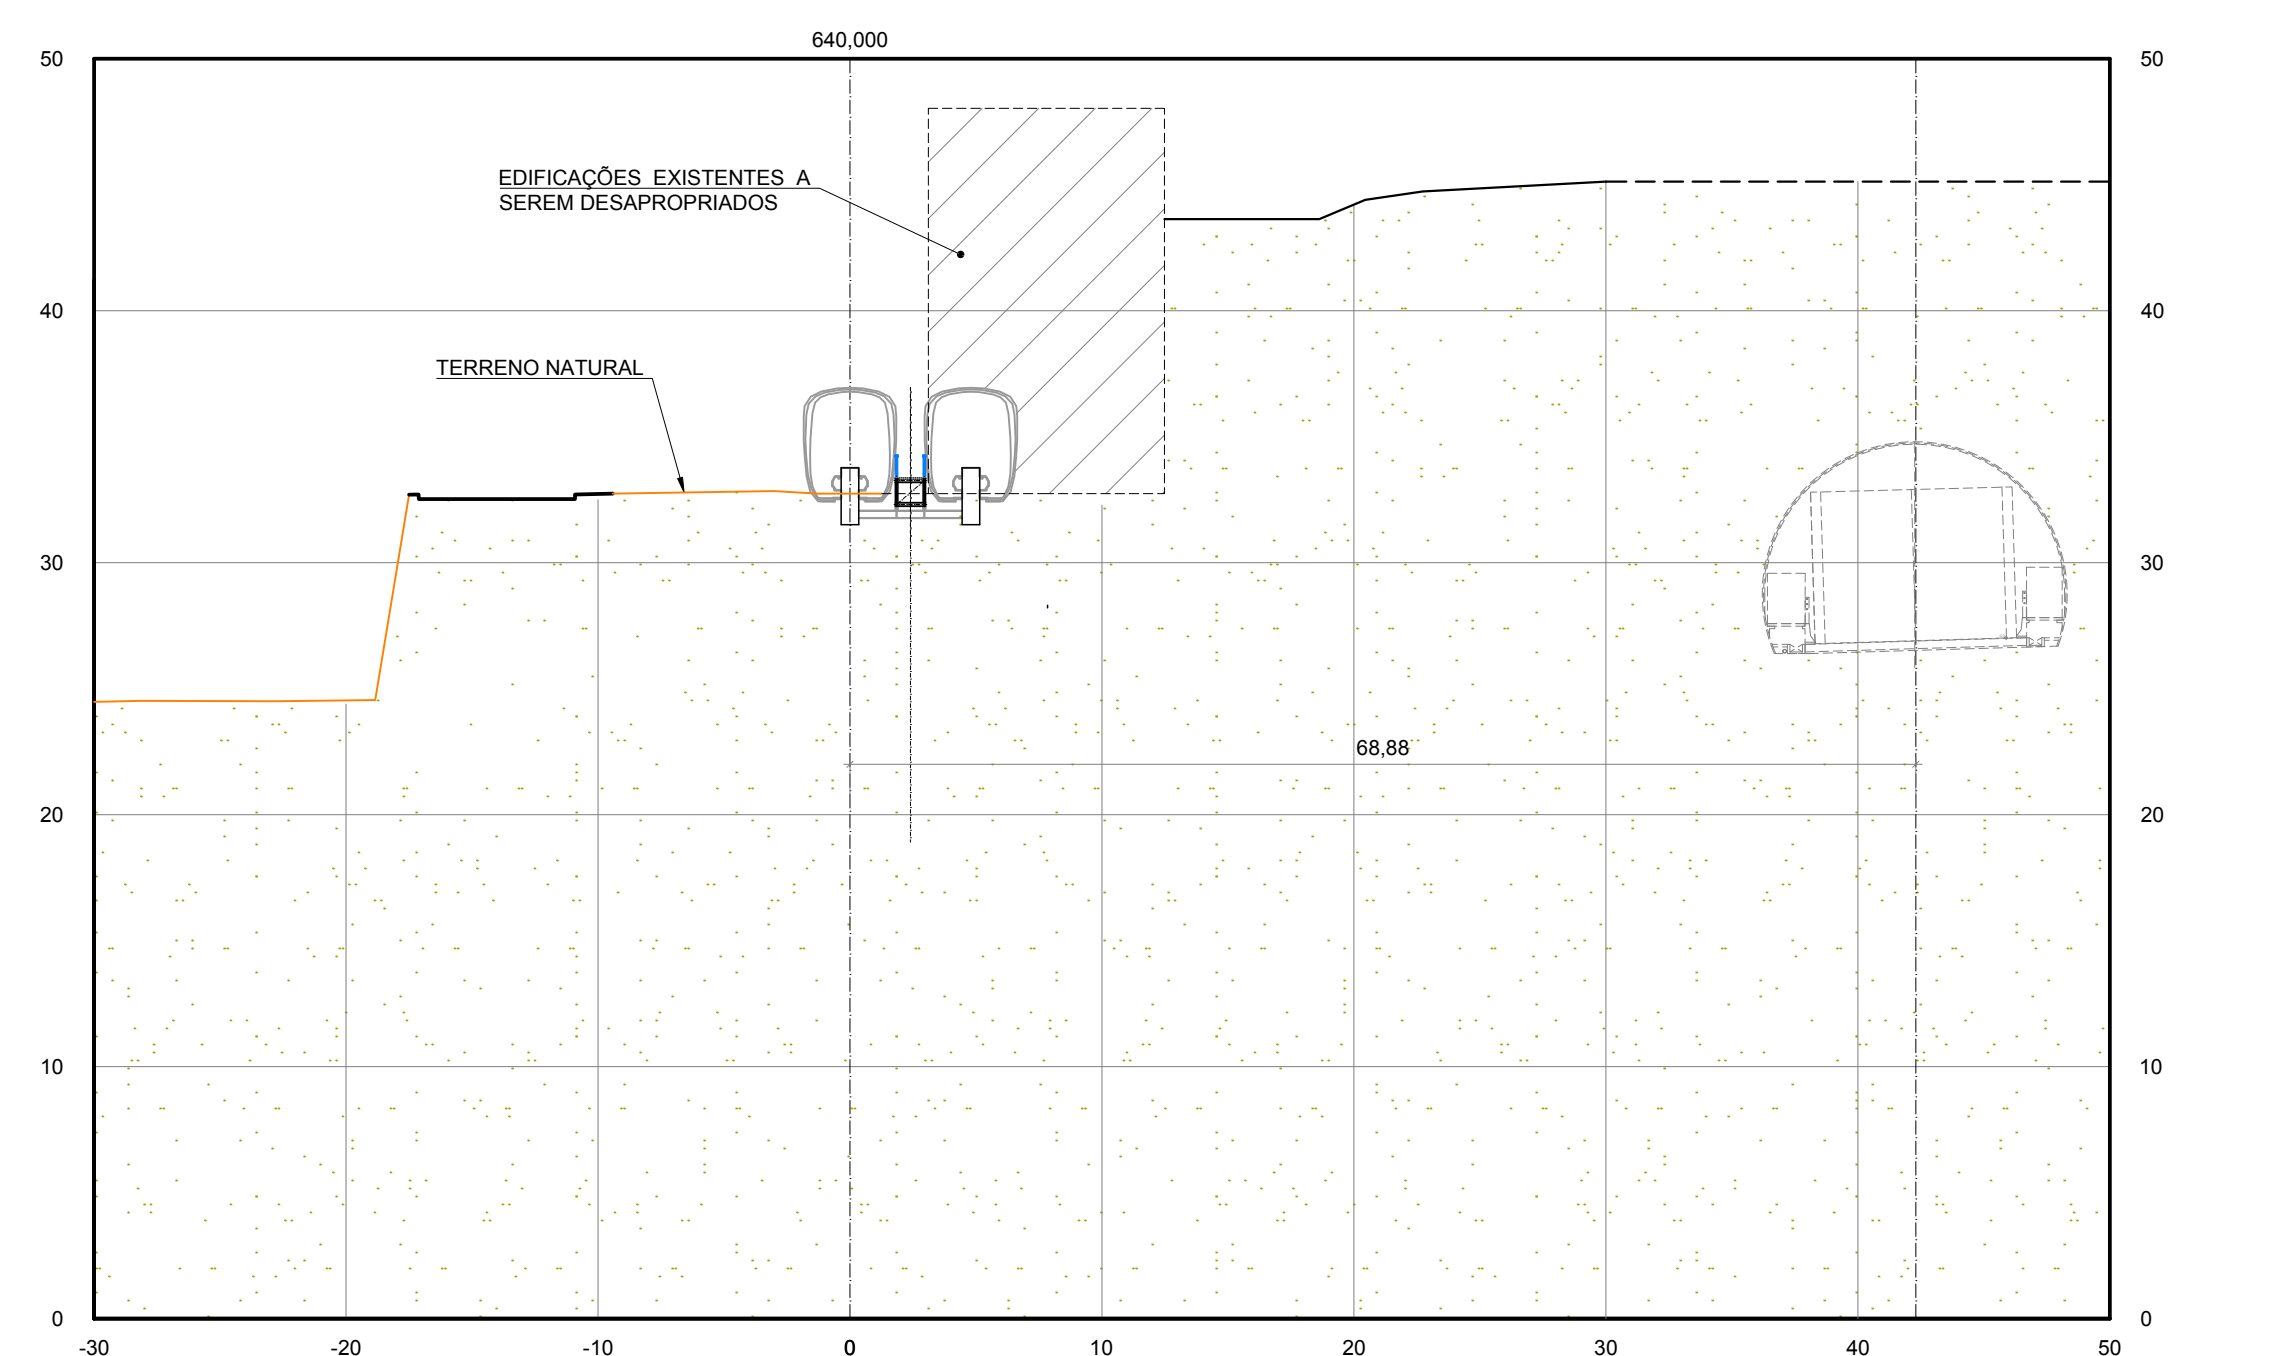 640,000
50 50
EDIFICAÇÕES EXISTENTES A
SEREM DESAPROPRIADOS
40 40
TERRENO NATURAL
30 30
68,88
20 20
10 10
0 0
-30 -20 -10 0 10 20 30 40 50